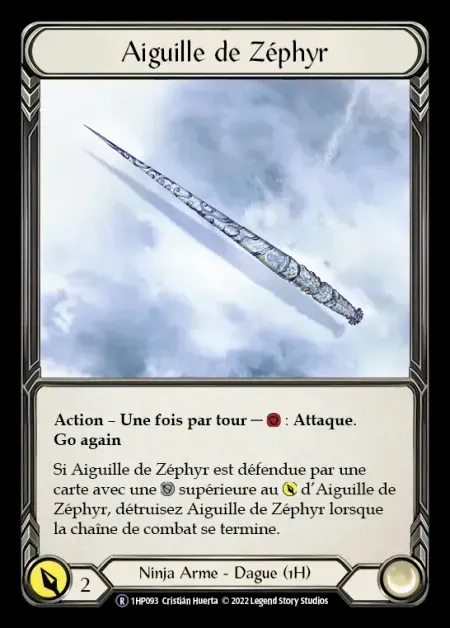 Aiguille de Zéphyr
Action – Une fois par tour — : Attaque.
Go again
Si Aiguille de Zéphyr est défendue par une
carte avec une supérieure au d'Aiguille de
Zéphyr, détruisez Aiguille de Zéphyr lorsque
la chaîne de combat se termine.
2
Ninja Arme - Dague (1H)
R 1HP093 Cristián Huerta © 2022 Legend Story Studios